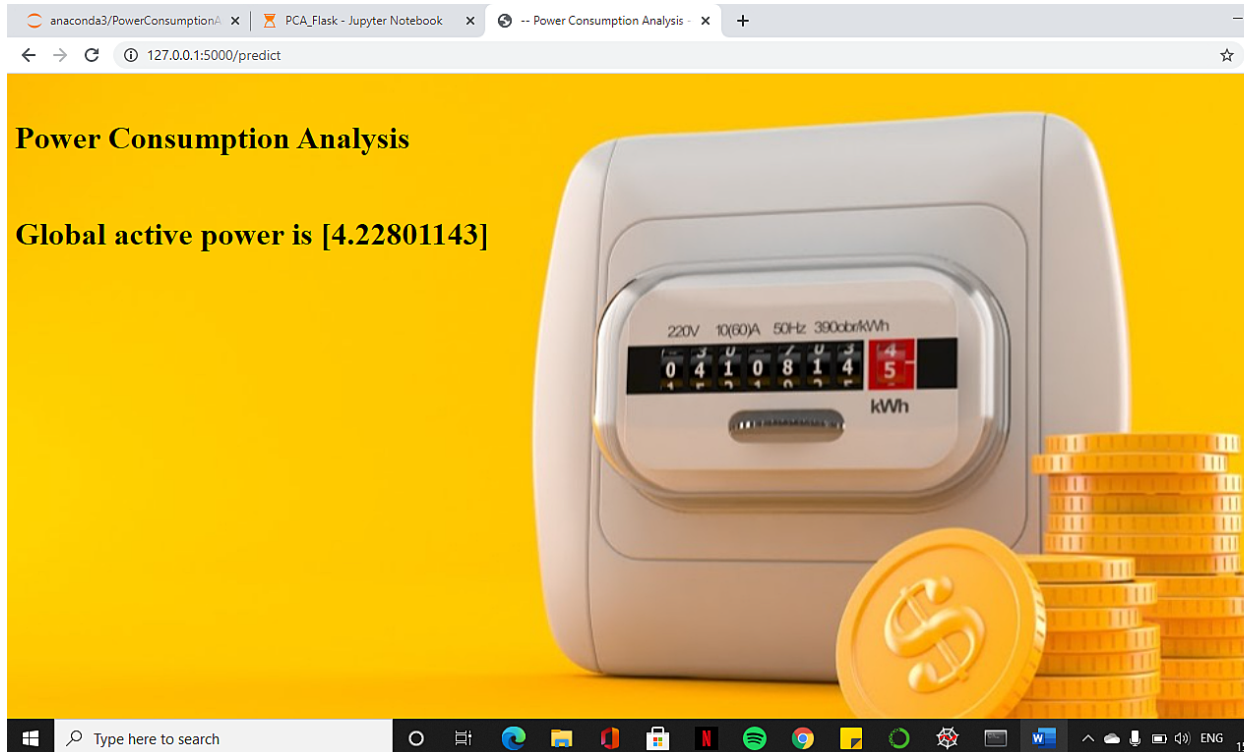 anaconda3/PowerConsumptionA
PCA_Flask - Jupyter Notebook
-- Power Consumption Analysis -
127.0.0.1:5000/predict
Power Consumption Analysis
Global active power is [4.22801143]
220V 10(60)A 50Hz 390obr/kWh
0 4 1 0 8 1 4 5
kWh
$
Type here to search
N
W
ENG